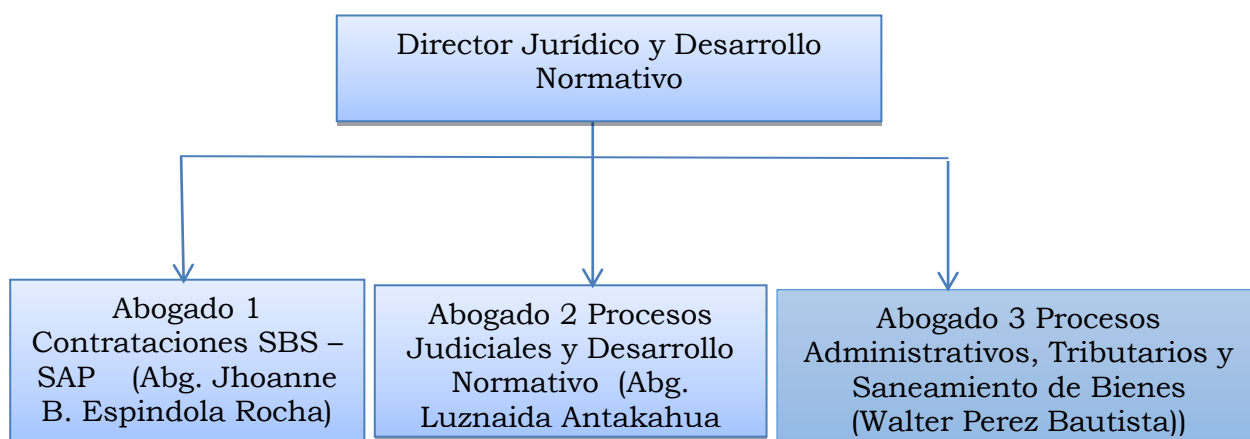 Director Jurídico y Desarrollo
Normativo
Abogado 1
Contrataciones SBS –
SAP (Abg. Jhoanne
B. Espindola Rocha)
Abogado 2 Procesos
Judiciales y Desarrollo
Normativo (Abg.
Luznaida Antakahua
Abogado 3 Procesos
Administrativos, Tributarios y
Saneamiento de Bienes
(Walter Perez Bautista))